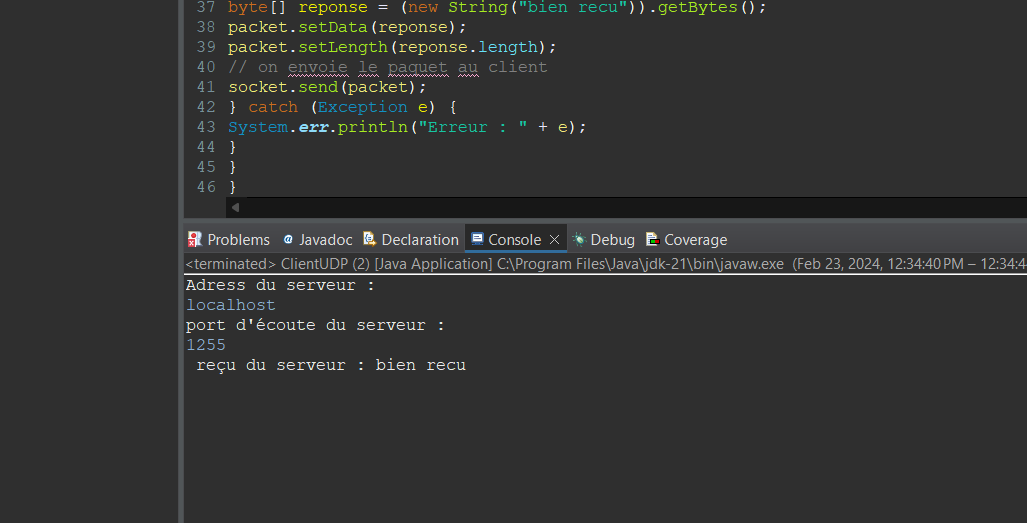 37 byte[] reponse = (new String("bien recu")).getBytes();
38 packet.setData(reponse);
39 packet.setLength(reponse.length);
40 // on envoie le paquet au client
41 socket.send(packet);
42 } catch (Exception e) {
43 System.err.println("Erreur : " + e);
44 }
45 }
46 }
Problems @ Javadoc Declaration Console Debug Coverage
<terminated> ClientUDP (2) [Java Application] C:\Program Files\Java\jdk-21\bin\javaw.exe (Feb 23, 2024, 12:34:40 PM – 12:34:4
Adress du serveur :
localhost
port d'écoute du serveur :
1255
reçu du serveur : bien recu